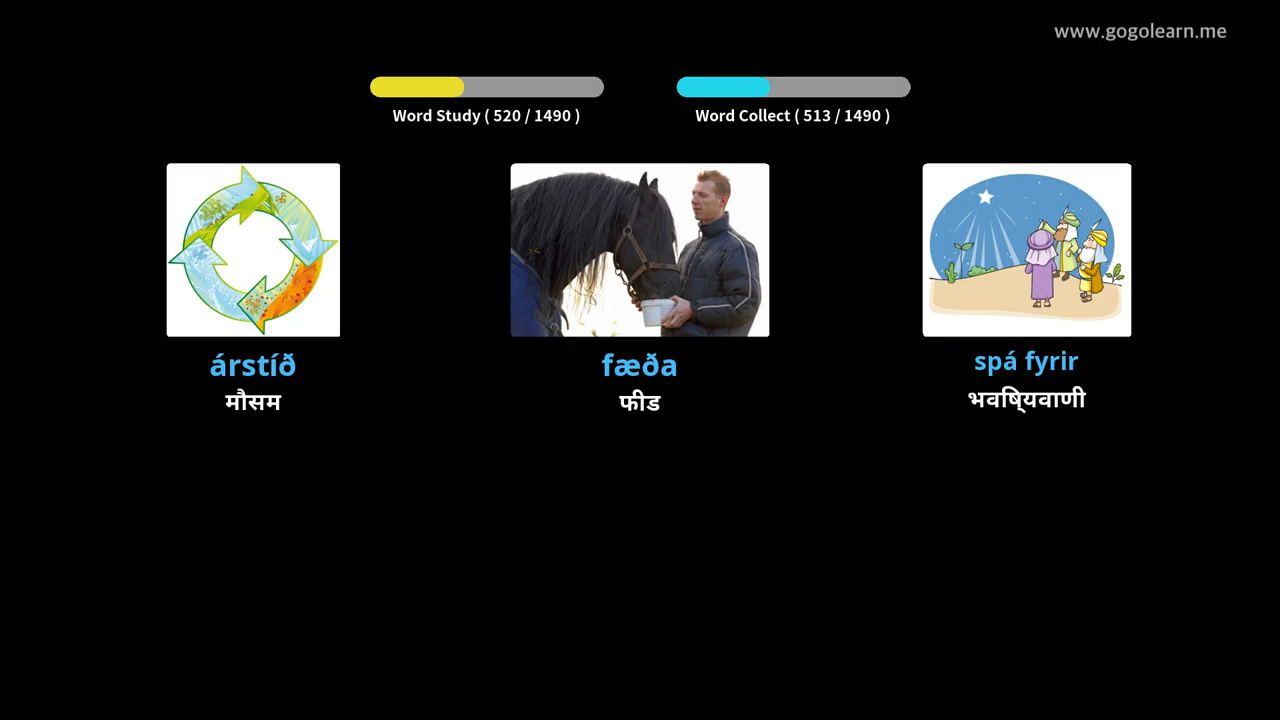 www.gogolearn.me
Word Study ( 520 / 1490 )
Word Collect ( 513 / 1490 )
árstíð
मौसम
fæða
फीड
spá fyrir
भविष्यवाणी